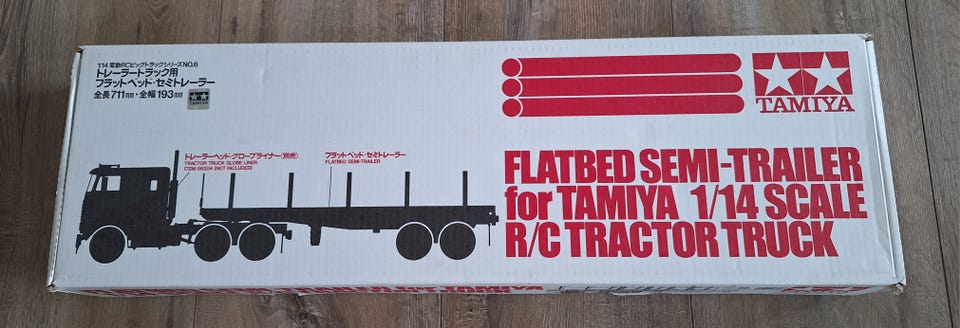 1/14 電動RCビッグトラックシリーズNO.6
トレーラートラック用
フラットベッド・セミトレーラー
全長711mm・全幅193mm
TAMIYA
トレーラーヘッド・グローブライナー(別売)
TRACTOR TRUCK GLOBE LINER
ITEM 56304 (NOT INCLUDED)
フラットベッド・セミトレーラー
FLATBED SEMI-TRAILER
FLATBED SEMI-TRAILER
for TAMIYA 1/14 SCALE
R/C TRACTOR TRUCK